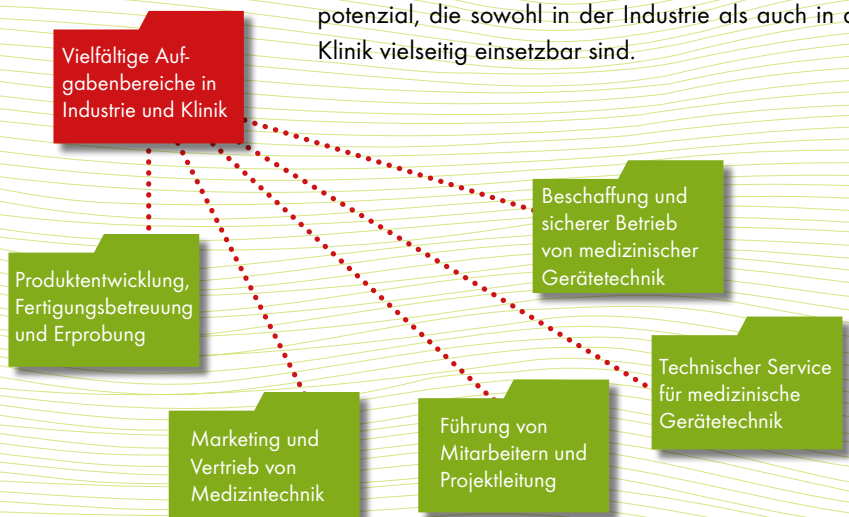 potenzial, die sowohl in der Industrie als auch in
Klinik vielseitig einsetzbar sind.
Vielfältige Auf-
gabenbereiche in
Industrie und Klinik
Beschaffung und
sicherer Betrieb
von medizinischer
Gerätetechnik
Produktentwicklung,
Fertigungsbetreuung
und Erprobung
Technischer Service
für medizinische
Gerätetechnik
Marketing und
Vertrieb von
Medizintechnik
Führung von
Mitarbeitern und
Projektleitung